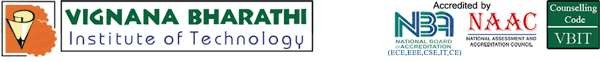 VIGNANA BHARATHI
Institute of Technology
Accredited by
NBA
NATIONAL BOARD
of ACCREDITATION
(ECE,EEE,CSE,IT,CE)
NAAC
NATIONAL ASSESSMENT AND
ACCREDITATION COUNCIL
Counselling
Code
VBIT